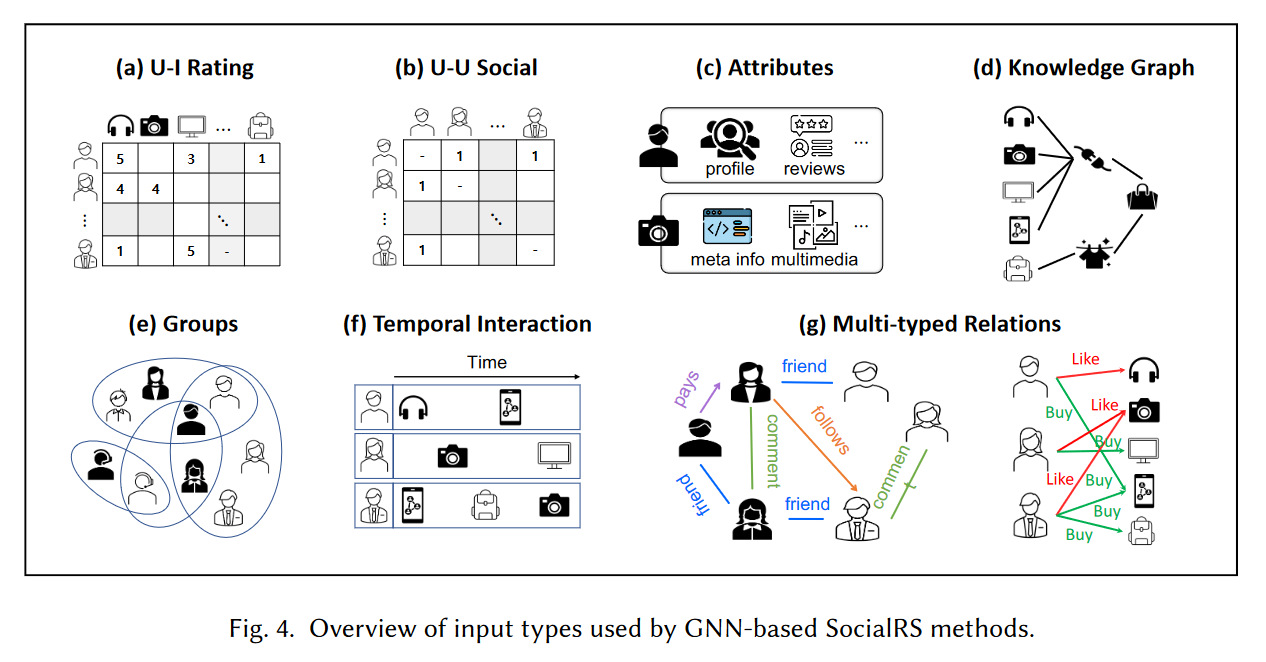 (a) U-I Rating
(b) U-U Social
(c) Attributes
(d) Knowledge Graph
...
5 3 1
4 4
⋮ ⋱
1 5 -
...
- 1 1
1 -
⋮ ⋱
1 -
profile reviews ...
</> meta info multimedia ...
(e) Groups
(f) Temporal Interaction
(g) Multi-typed Relations
Time
pays
friend
follows
comment
commen
t
friend
friend
Like
Like
Buy
Buy
Like
Buy
Buy
Buy
Fig. 4. Overview of input types used by GNN-based SocialRS methods.